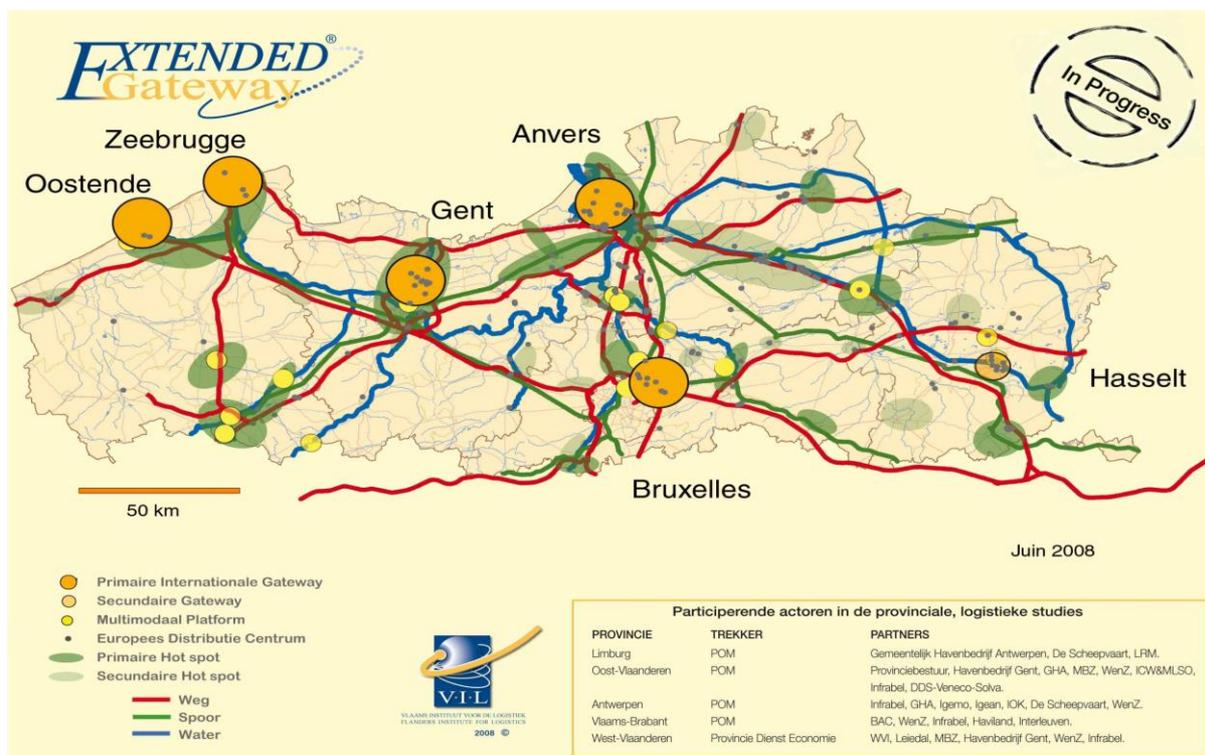 EXTENDED®
Gateway
In Progress
Zeebrugge
Anvers
Oostende
Gent
Hasselt
Bruxelles
50 km
Juin 2008
Primaire Internationale Gateway
Secundaire Gateway
Multimodaal Platform
Europees Distributie Centrum
Primaire Hot spot
Secundaire Hot spot
Weg
Spoor
Water
V·I·L
VLAAMS INSTITUUT VOOR DE LOGISTIEK
FLANDERS INSTITUTE FOR LOGISTICS
2008 ©
Participerende actoren in de provinciale, logistieke studies
PROVINCIE TREKKER PARTNERS
Limburg POM Gemeentelijk Havenbedrijf Antwerpen, De Scheepvaart, LRM.
Oost-Vlaanderen POM Provinciebestuur, Havenbedrijf Gent, GHA, MBZ, WenZ, ICW&MLSO,
Infrabel, DDS-Veneco-Solva.
Antwerpen POM Infrabel, GHA, Igemo, Igean, IOK, De Scheepvaart, WenZ.
Vlaams-Brabant POM BAC, WenZ, Infrabel, Haviland, Interleuven.
West-Vlaanderen Provincie Dienst Economie WVI, Leiedal, MBZ, Havenbedrijf Gent, WenZ, Infrabel.